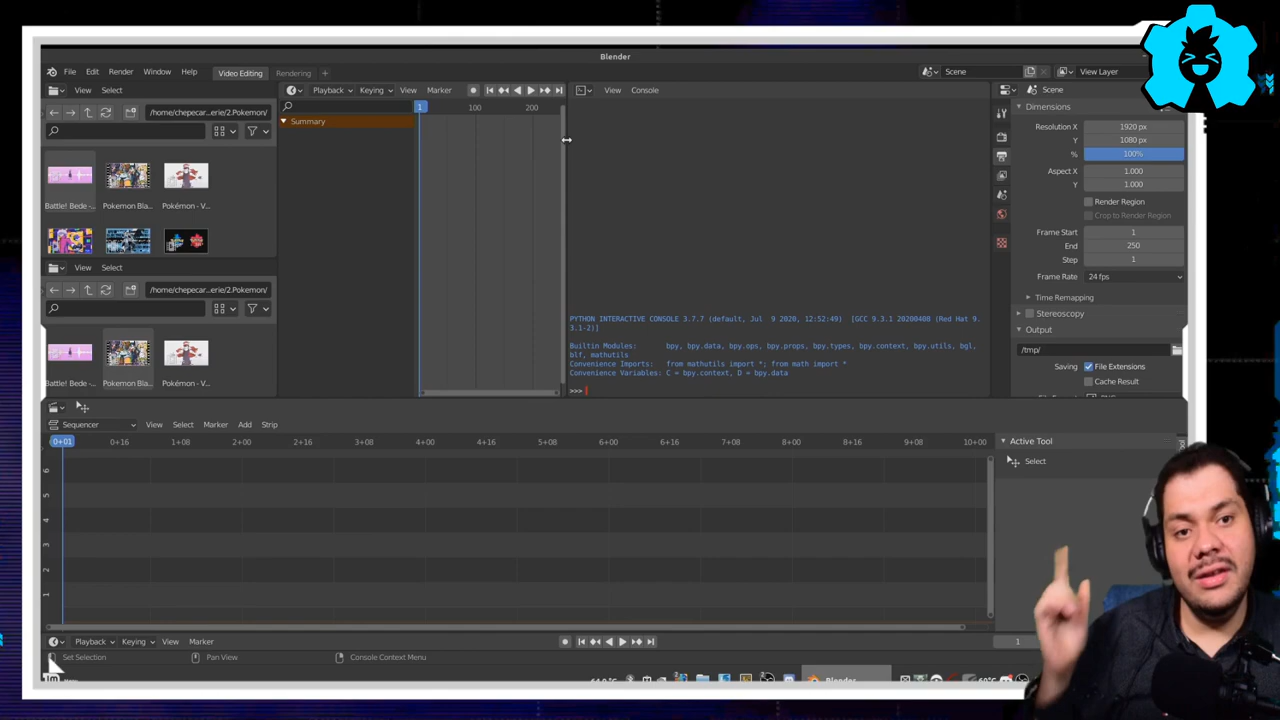 Blender
File Edit Render Window Help Video Editing Rendering + Scene View Layer
View Select Playback Keying View Marker View Console Scene
/home/chepecar...erie/2.Pokemon/ 1 100 200 Dimensions
Summary
Resolution X 1920 px
Y 1080 px
% 100%
Aspect X 1.000
Y 1.000
Battle! Bede -... Pokemon Bla... Pokémon - V...
Render Region
Crop to Render Region
Frame Start 1
End 250
Step 1
View Select
Frame Rate 24 fps
/home/chepecar...erie/2.Pokemon/
Time Remapping
Stereoscopy
Output
PYTHON INTERACTIVE CONSOLE 3.7.7 (default, Jul 9 2020, 12:52:49) [GCC 9.3.1 20200408 (Red Hat 9.
3.1-2)]
Builtin Modules: bpy, bpy.data, bpy.ops, bpy.props, bpy.types, bpy.context, bpy.utils, bgl,
blf, mathutils
Convenience Imports: from mathutils import *; from math import *
Convenience Variables: C = bpy.context, D = bpy.data
>>>
/tmp/
Saving File Extensions
Cache Result
Battle! Bede -... Pokemon Bla... Pokémon - V...
Sequencer View Select Marker Add Strip
0+01 0+16 1+08 2+00 2+16 3+08 4+00 4+16 5+08 6+00 6+16 7+08 8+00 8+16 9+08 10+00
Active Tool
Select
6
5
4
3
2
1
Playback Keying View Marker 1
Set Selection Pan View Console Context Menu
Blender